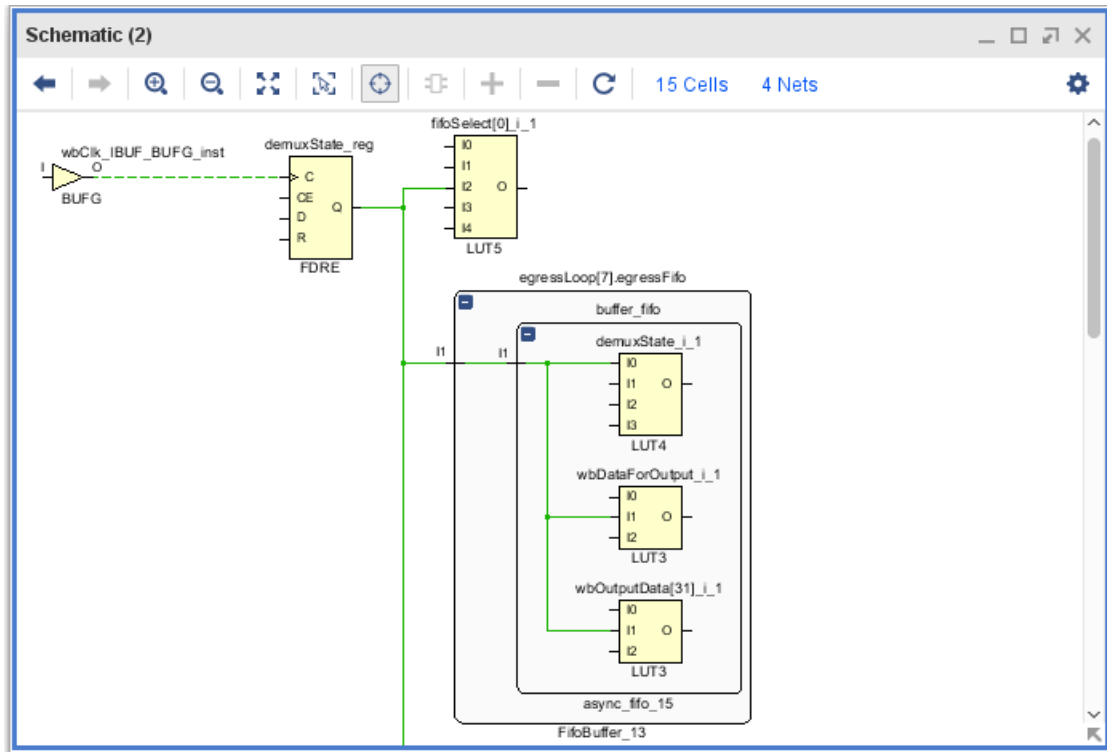 Schematic (2)
15 Cells 4 Nets
fifoSelect[0]_i_1
wbClk_IBUF_BUFG_inst
I
O
BUFG
demuxState_reg
C
CE
D
R
Q
FDRE
I0
I1
I2
I3
I4
O
LUT5
egressLoop[7].egressFifo
buffer_fifo
I1
I1
demuxState_i_1
I0
I1
I2
I3
O
LUT4
wbDataForOutput_i_1
I0
I1
I2
O
LUT3
wbOutputData[31]_i_1
I0
I1
I2
O
LUT3
async_fifo_15
FifoBuffer_13